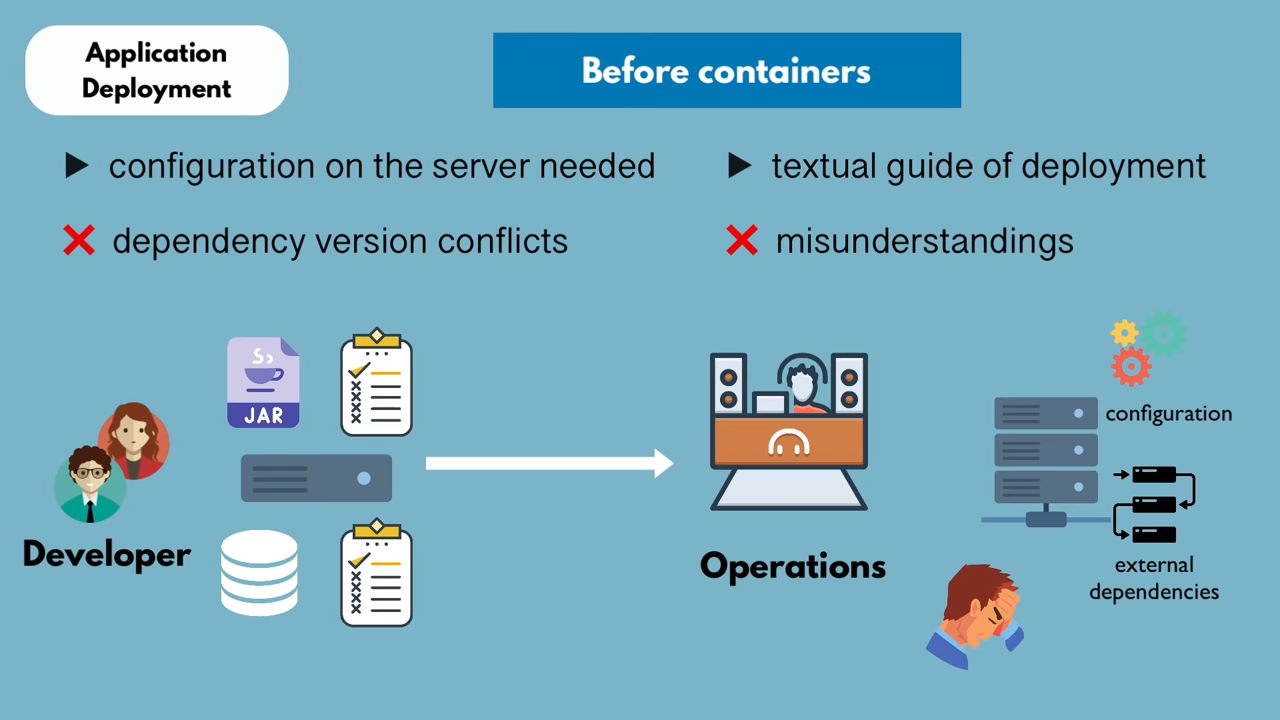 Application
Deployment
Before containers
configuration on the server needed
textual guide of deployment
dependency version conflicts
misunderstandings
JAR
configuration
Developer
Operations
external
dependencies